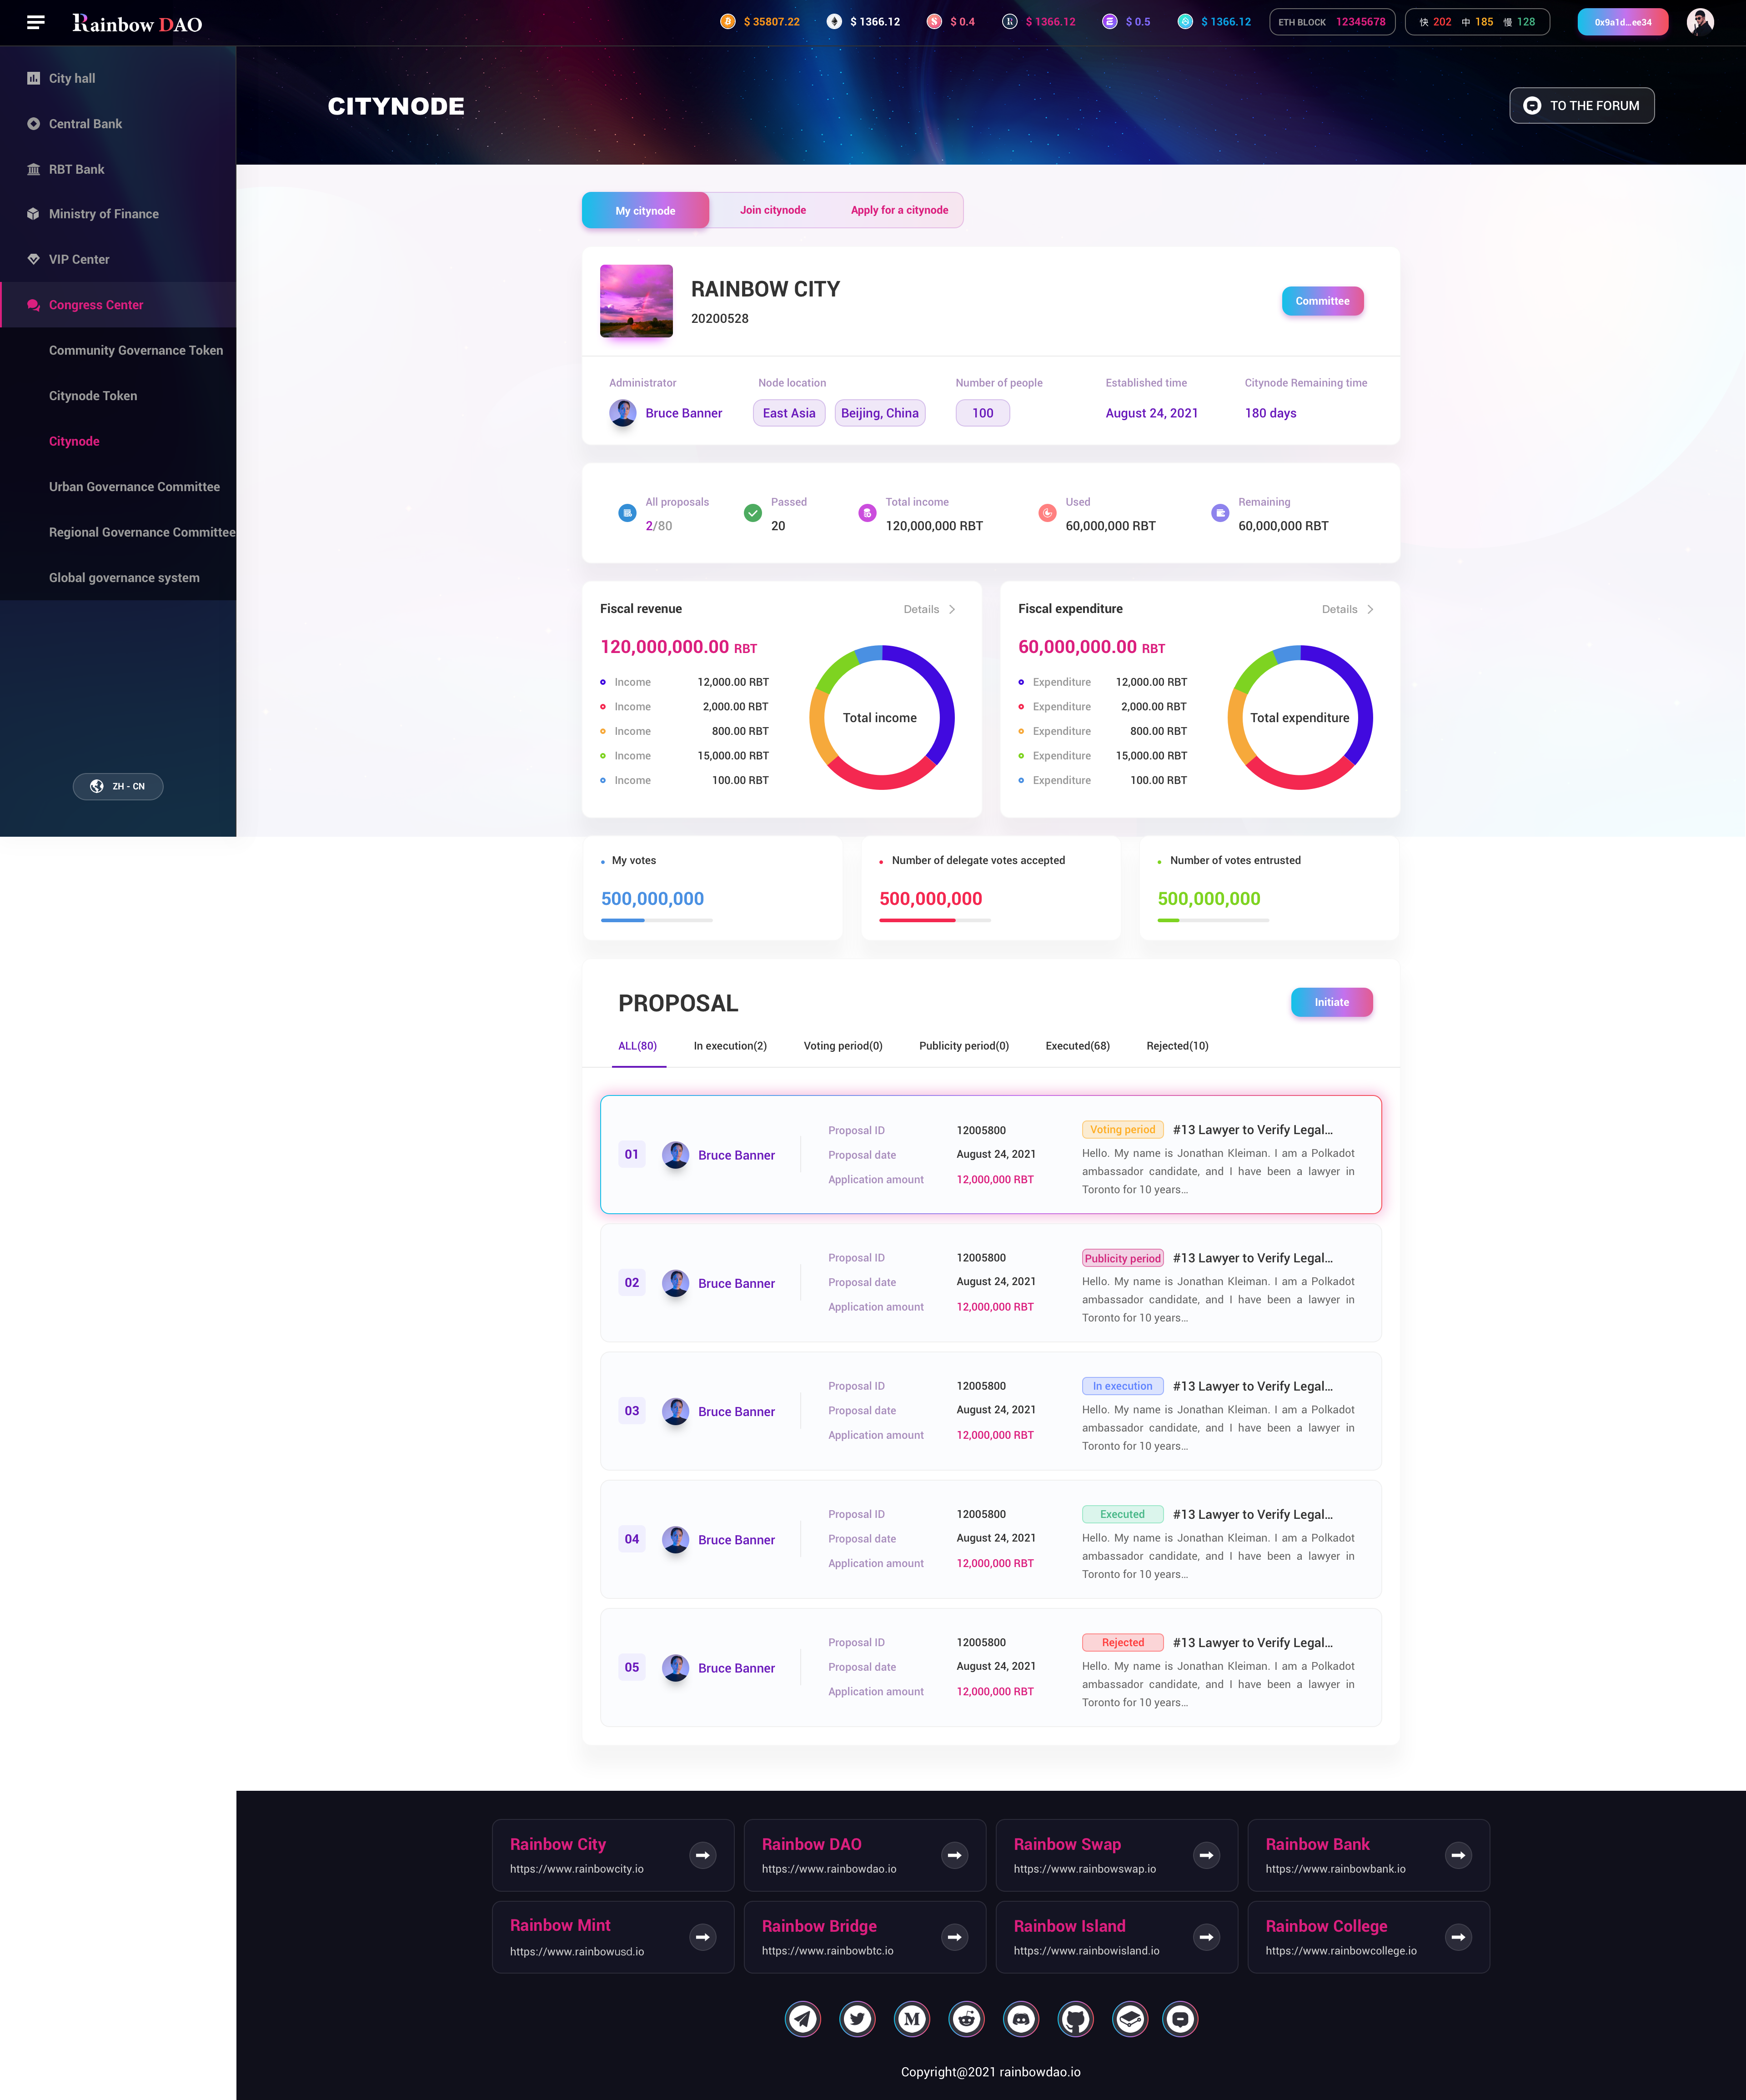 Rainbow DAO
$ 35807.22
$ 1366.12
$ 0.4
$ 1366.12
$ 0.5
$ 1366.12
ETH BLOCK 12345678
快 202 中 185 慢 128
0x9a1d...ee34
City hall
Central Bank
RBT Bank
Ministry of Finance
VIP Center
Congress Center
Community Governance Token
Citynode Token
Citynode
Urban Governance Committee
Regional Governance Committee
Global governance system
ZH - CN
CITYNODE
TO THE FORUM
My citynode
Join citynode
Apply for a citynode
RAINBOW CITY
20200528
Committee
Administrator
Bruce Banner
Node location
East Asia
Beijing, China
Number of people
100
Established time
August 24, 2021
Citynode Remaining time
180 days
All proposals
2/80
Passed
20
Total income
120,000,000 RBT
Used
60,000,000 RBT
Remaining
60,000,000 RBT
Fiscal revenue
Details
120,000,000.00 RBT
Income 12,000.00 RBT
Income 2,000.00 RBT
Income 800.00 RBT
Income 15,000.00 RBT
Income 100.00 RBT
Total income
Fiscal expenditure
Details
60,000,000.00 RBT
Expenditure 12,000.00 RBT
Expenditure 2,000.00 RBT
Expenditure 800.00 RBT
Expenditure 15,000.00 RBT
Expenditure 100.00 RBT
Total expenditure
My votes
500,000,000
Number of delegate votes accepted
500,000,000
Number of votes entrusted
500,000,000
PROPOSAL
Initiate
ALL(80)
In execution(2)
Voting period(0)
Publicity period(0)
Executed(68)
Rejected(10)
01
Bruce Banner
Proposal ID 12005800
Proposal date August 24, 2021
Application amount 12,000,000 RBT
Voting period #13 Lawyer to Verify Legal...
Hello. My name is Jonathan Kleiman. I am a Polkadot
ambassador candidate, and I have been a lawyer in
Toronto for 10 years...
02
Bruce Banner
Proposal ID 12005800
Proposal date August 24, 2021
Application amount 12,000,000 RBT
Publicity period #13 Lawyer to Verify Legal...
Hello. My name is Jonathan Kleiman. I am a Polkadot
ambassador candidate, and I have been a lawyer in
Toronto for 10 years...
03
Bruce Banner
Proposal ID 12005800
Proposal date August 24, 2021
Application amount 12,000,000 RBT
In execution #13 Lawyer to Verify Legal...
Hello. My name is Jonathan Kleiman. I am a Polkadot
ambassador candidate, and I have been a lawyer in
Toronto for 10 years...
04
Bruce Banner
Proposal ID 12005800
Proposal date August 24, 2021
Application amount 12,000,000 RBT
Executed #13 Lawyer to Verify Legal...
Hello. My name is Jonathan Kleiman. I am a Polkadot
ambassador candidate, and I have been a lawyer in
Toronto for 10 years...
05
Bruce Banner
Proposal ID 12005800
Proposal date August 24, 2021
Application amount 12,000,000 RBT
Rejected #13 Lawyer to Verify Legal...
Hello. My name is Jonathan Kleiman. I am a Polkadot
ambassador candidate, and I have been a lawyer in
Toronto for 10 years...
Rainbow City
https://www.rainbowcity.io
Rainbow DAO
https://www.rainbowdao.io
Rainbow Swap
https://www.rainbowswap.io
Rainbow Bank
https://www.rainbowbank.io
Rainbow Mint
https://www.rainbowusd.io
Rainbow Bridge
https://www.rainbowbtc.io
Rainbow Island
https://www.rainbowisland.io
Rainbow College
https://www.rainbowcollege.io
Copyright@2021 rainbowdao.io